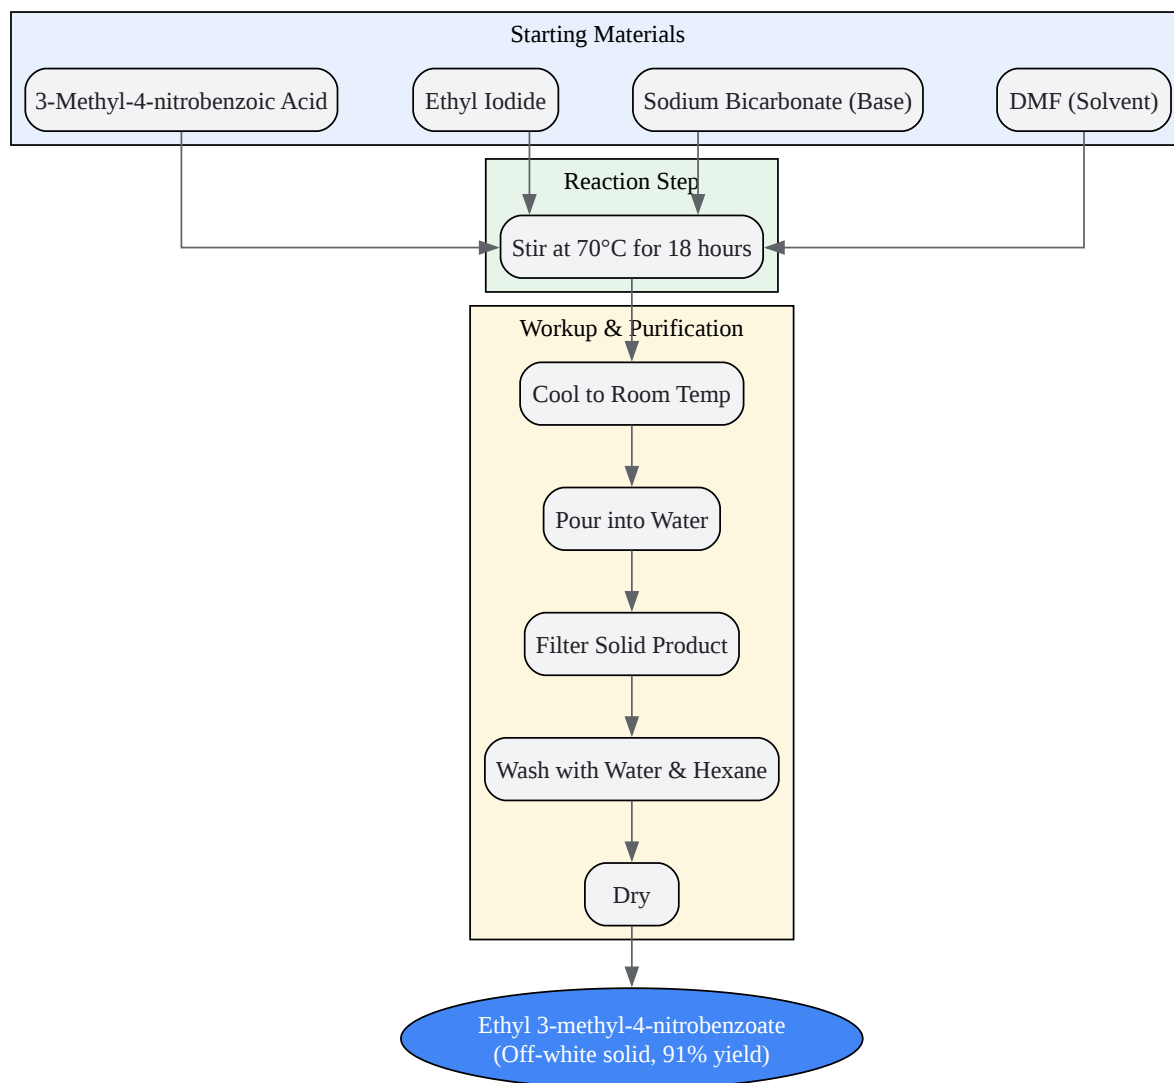 Starting Materials
3-Methyl-4-nitrobenzoic Acid
Ethyl Iodide
Sodium Bicarbonate (Base)
DMF (Solvent)
Reaction Step
Stir at 70°C for 18 hours
Workup & Purification
Cool to Room Temp
Pour into Water
Filter Solid Product
Wash with Water & Hexane
Dry
Ethyl 3-methyl-4-nitrobenzoate
(Off-white solid, 91% yield)